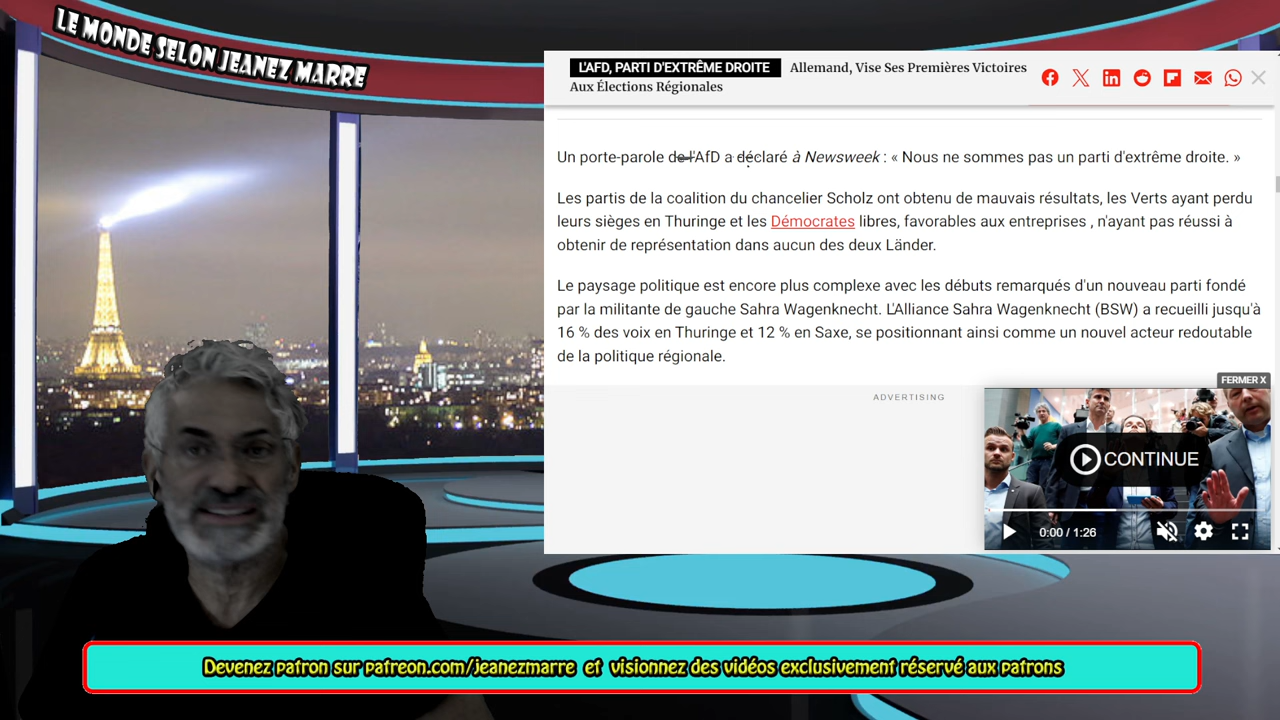 LE MONDE SELON JEANEZ MARRE
L'AFD, PARTI D'EXTRÊME DROITE Allemand, Vise Ses Premières Victoires
Aux Élections Régionales
Un porte-parole de l'AfD a déclaré à Newsweek : « Nous ne sommes pas un parti d'extrême droite. »
Les partis de la coalition du chancelier Scholz ont obtenu de mauvais résultats, les Verts ayant perdu
leurs sièges en Thuringe et les Démocrates libres, favorables aux entreprises , n'ayant pas réussi à
obtenir de représentation dans aucun des deux Länder.
Le paysage politique est encore plus complexe avec les débuts remarqués d'un nouveau parti fondé
par la militante de gauche Sahra Wagenknecht. L'Alliance Sahra Wagenknecht (BSW) a recueilli jusqu'à
16 % des voix en Thuringe et 12 % en Saxe, se positionnant ainsi comme un nouvel acteur redoutable
de la politique régionale.
FERMER X
ADVERTISING
CONTINUE
0:00 / 1:26
Devenez patron sur patreon.com/jeanezmarre et visionnez des vidéos exclusivement réservé aux patrons